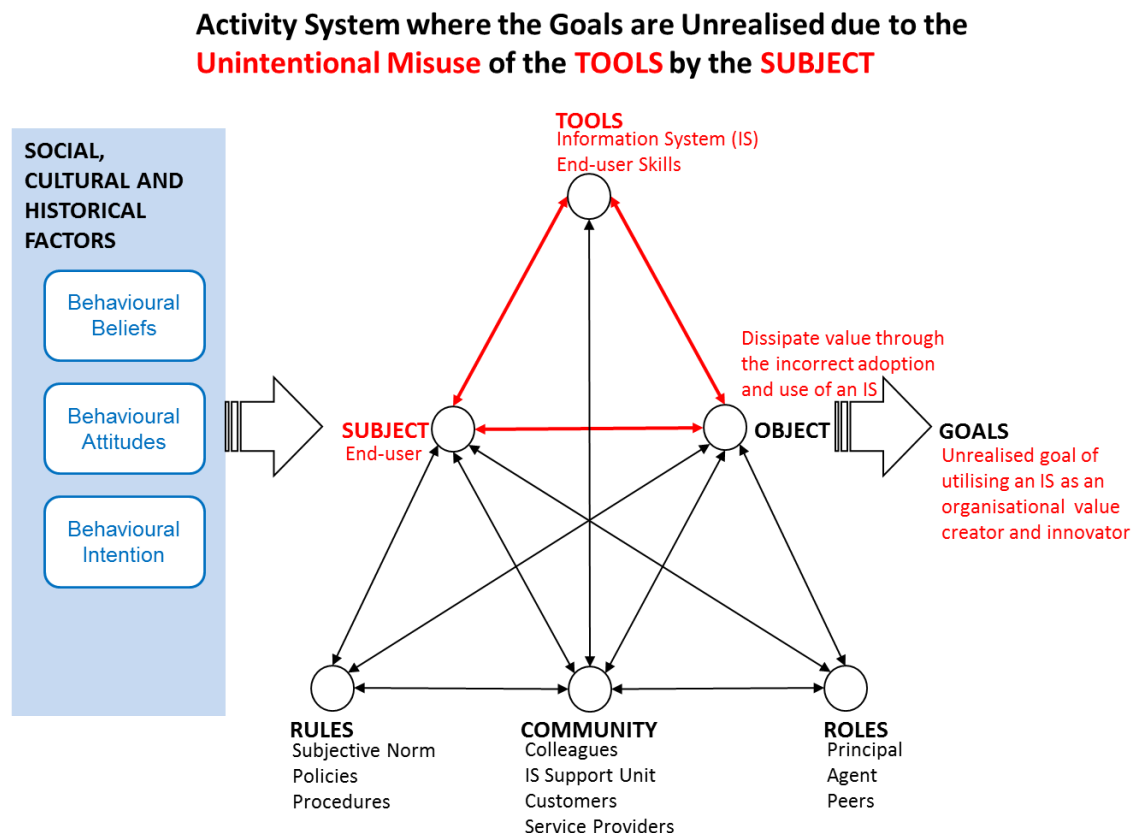 Activity System where the Goals are Unrealised due to the
Unintentional Misuse of the TOOLS by the SUBJECT
SOCIAL,
CULTURAL AND
HISTORICAL
FACTORS
Behavioural
Beliefs
Behavioural
Attitudes
Behavioural
Intention
TOOLS
Information System (IS)
End-user Skills
Dissipate value through
the incorrect adoption
and use of an IS
SUBJECT
End-user
OBJECT
GOALS
Unrealised goal of
utilising an IS as an
organisational value
creator and innovator
RULES
Subjective Norm
Policies
Procedures
COMMUNITY
Colleagues
IS Support Unit
Customers
Service Providers
ROLES
Principal
Agent
Peers